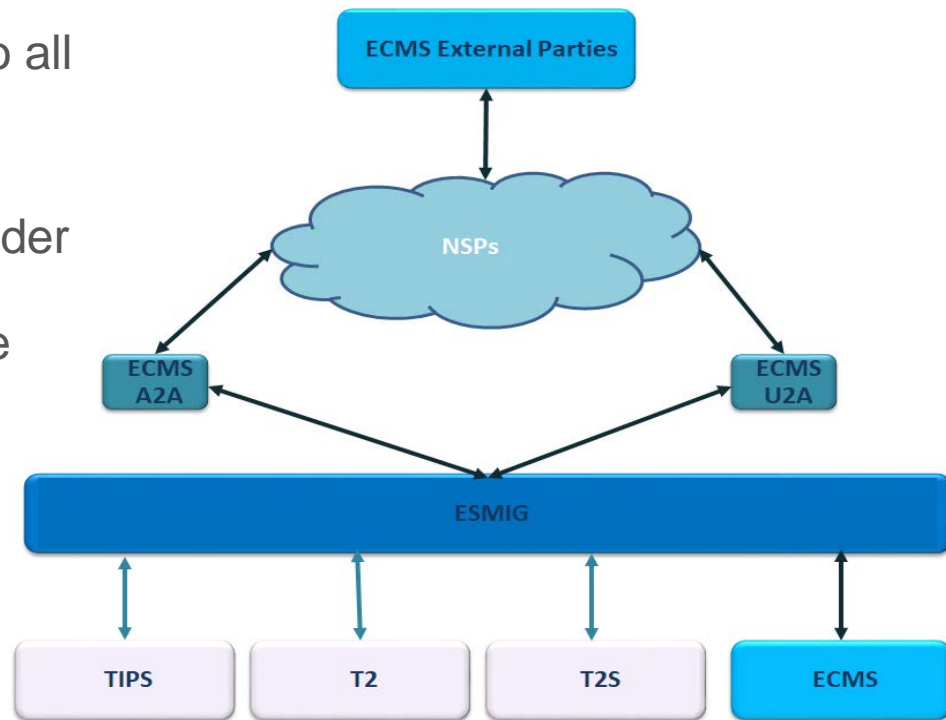 o all
der
e
ECMS External Parties
NSPs
ECMS
A2A
ECMS
U2A
ESMIG
TIPS
T2
T2S
ECMS